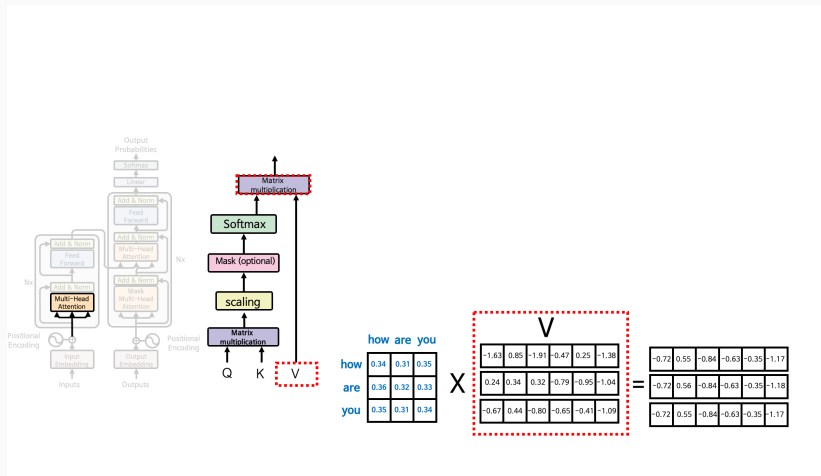 Output
Probabilities
Softmax
Linear
Add & Norm
Feed
Forward
Add & Norm
Multi-Head
Attention
Nx
Add & Norm
Mask
Multi-Head
Attention
Add & Norm
Feed
Forward
Nx
Add & Norm
Multi-Head
Attention
Positional
Encoding
Positional
Encoding
Input
Embedding
Output
Embedding
Inputs
Outputs
Matrix
multiplication
Softmax
Mask (optional)
scaling
Matrix
multiplication
Q K V
how are you
how 0.34 0.31 0.35
are 0.36 0.32 0.33
you 0.35 0.31 0.34
X
V
-1.63 0.85 -1.91 -0.47 0.25 -1.38
0.24 0.34 0.32 -0.79 -0.95 -1.04
-0.67 0.44 -0.80 -0.65 -0.41 -1.09
=
-0.72 0.55 -0.84 -0.63 -0.35 -1.17
-0.72 0.56 -0.84 -0.63 -0.35 -1.18
-0.72 0.55 -0.84 -0.63 -0.35 -1.17